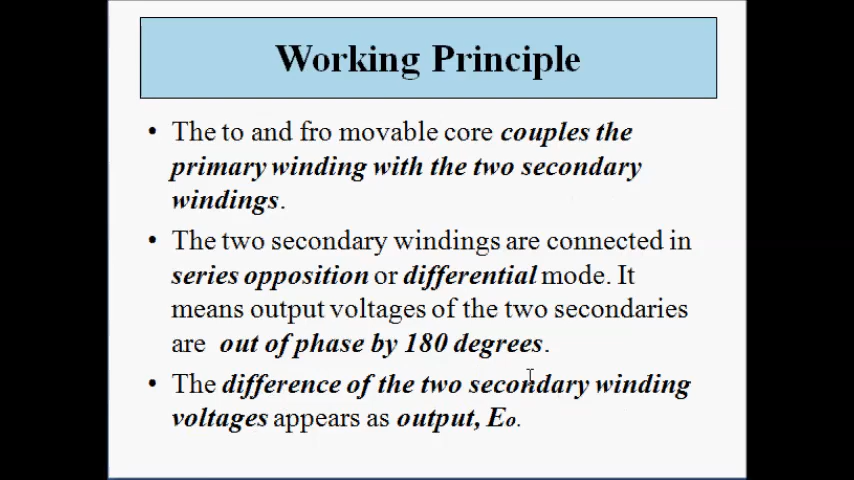 Working Principle
• The to and fro movable core couples the
primary winding with the two secondary
windings.
• The two secondary windings are connected in
series opposition or differential mode. It
means output voltages of the two secondaries
are out of phase by 180 degrees.
• The difference of the two secondary winding
voltages appears as output, Eo.